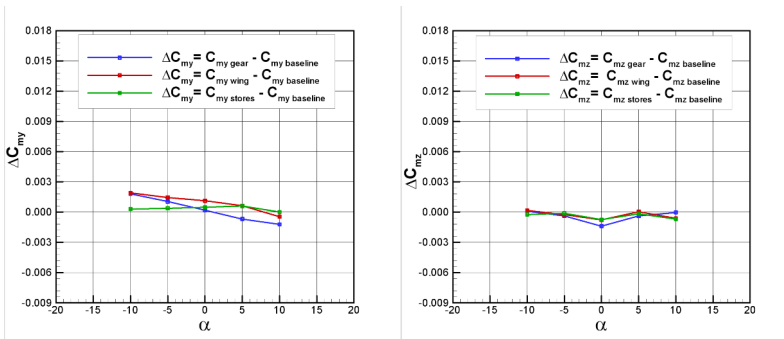 0.018
0.015
0.012
0.009
0.006
0.003
0.000
-0.003
-0.006
-0.009
-20 -15 -10 -5 0 5 10 15 20
ΔCmy
α
ΔCmy = Cmy gear - Cmy baseline
ΔCmy = Cmy wing - Cmy baseline
ΔCmy = Cmy stores - Cmy baseline
0.018
0.015
0.012
0.009
0.006
0.003
0.000
-0.003
-0.006
-0.009
-20 -15 -10 -5 0 5 10 15 20
ΔCmz
α
ΔCmz = Cmz gear - Cmz baseline
ΔCmz = Cmz wing - Cmz baseline
ΔCmz = Cmz stores - Cmz baseline